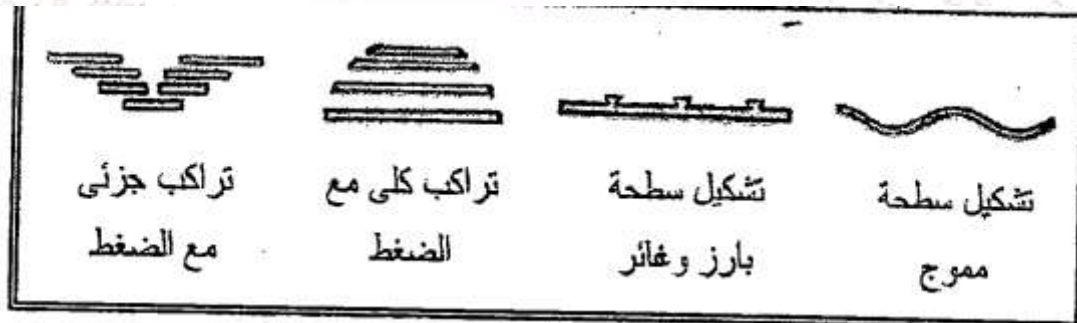 تشكيل سطحة
مموج
تشكيل سطحة
بارز وغائر
تراكب كلى مع
الضغط
تراكب جزئى
مع الضغط